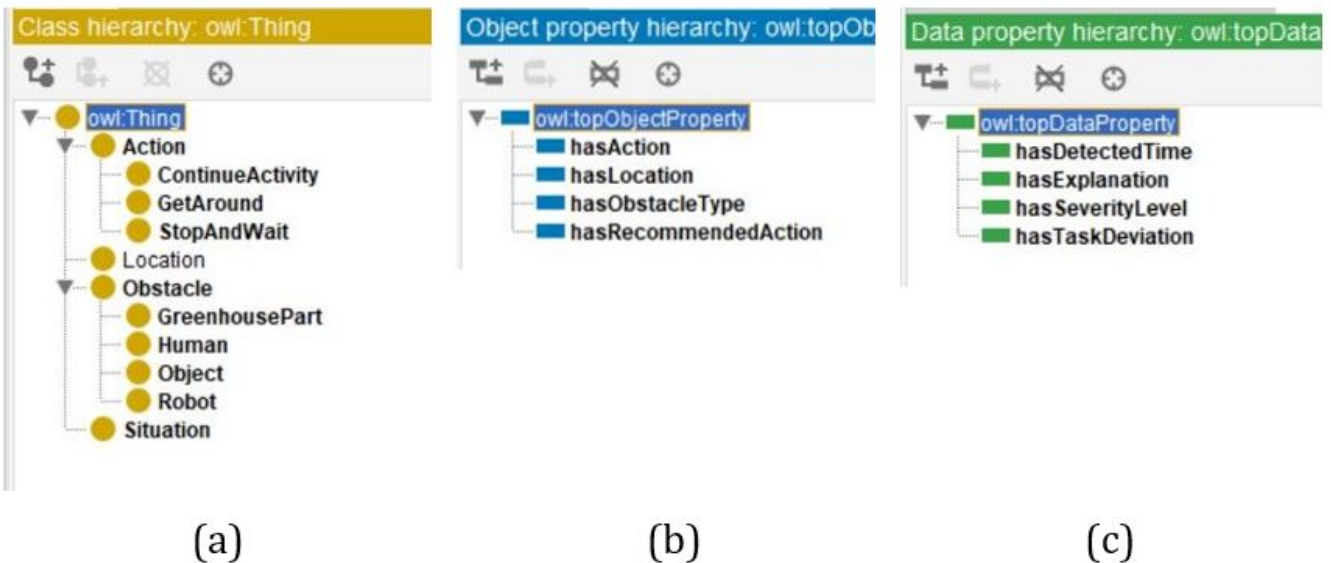 Class hierarchy: owl:Thing
owl:Thing
Action
ContinueActivity
GetAround
StopAndWait
Location
Obstacle
GreenhousePart
Human
Object
Robot
Situation
(a)
Object property hierarchy: owl:topOb
owl:topObjectProperty
hasAction
hasLocation
hasObstacleType
hasRecommendedAction
(b)
Data property hierarchy: owl:topData
owl:topDataProperty
hasDetectedTime
hasExplanation
hasSeverityLevel
hasTaskDeviation
(c)